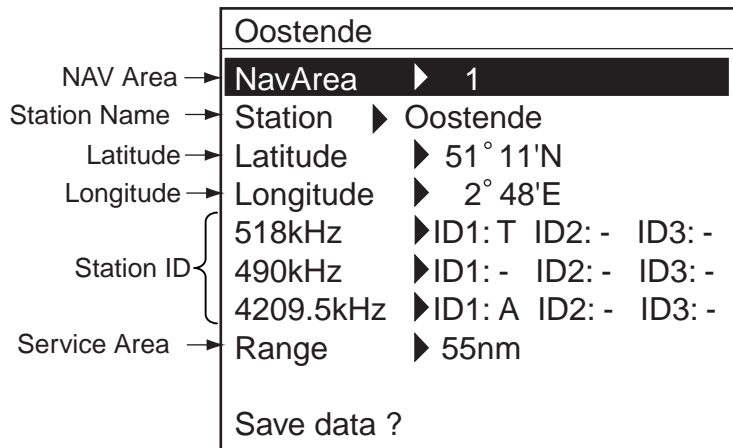 Oostende
NAV Area NavArea 1
Station Name Station Oostende
Latitude Latitude 51°11'N
Longitude Longitude 2°48'E
Station ID
518kHz ID1: T ID2: - ID3: -
490kHz ID1: - ID2: - ID3: -
4209.5kHz ID1: A ID2: - ID3: -
Service Area Range 55nm
Save data ?